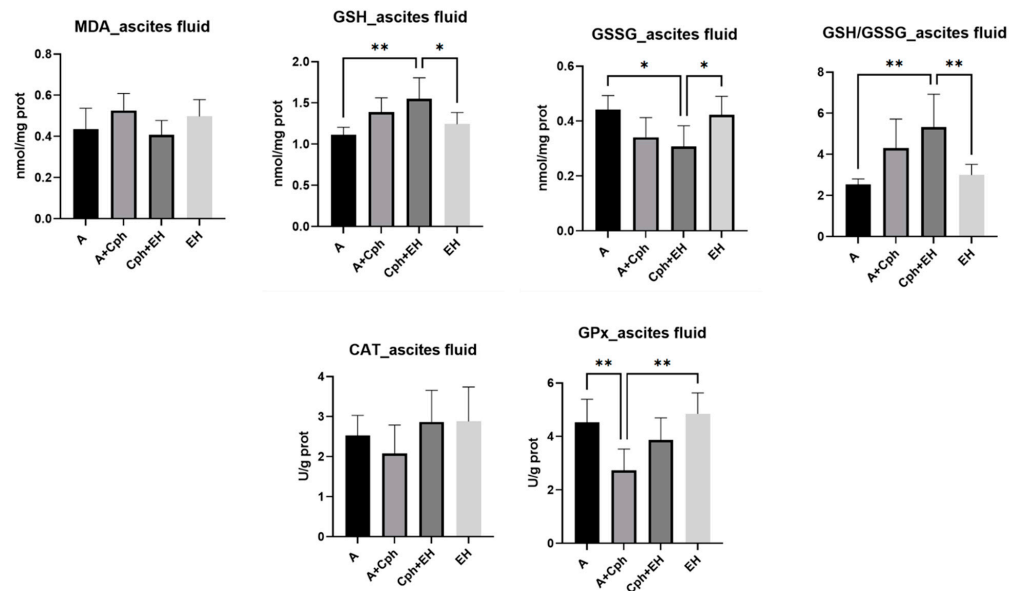 MDA_ascites fluid
nmol/mg prot
0.8
0.6
0.4
0.2
0.0
A
A+Cph
Cph+EH
EH
GSH_ascites fluid
nmol/mg prot
2.0
1.5
1.0
0.5
0.0
**
*
A
A+Cph
Cph+EH
EH
GSSG_ascites fluid
nmol/mg prot
0.6
0.4
0.2
0.0
*
*
A
A+Cph
Cph+EH
EH
GSH/GSSG_ascites fluid
8
6
4
2
0
**
**
A
A+Cph
Cph+EH
EH
CAT_ascites fluid
U/g prot
4
3
2
1
0
A
A+Cph
Cph+EH
EH
GPx_ascites fluid
U/g prot
6
4
2
0
**
**
A
A+Cph
Cph+EH
EH